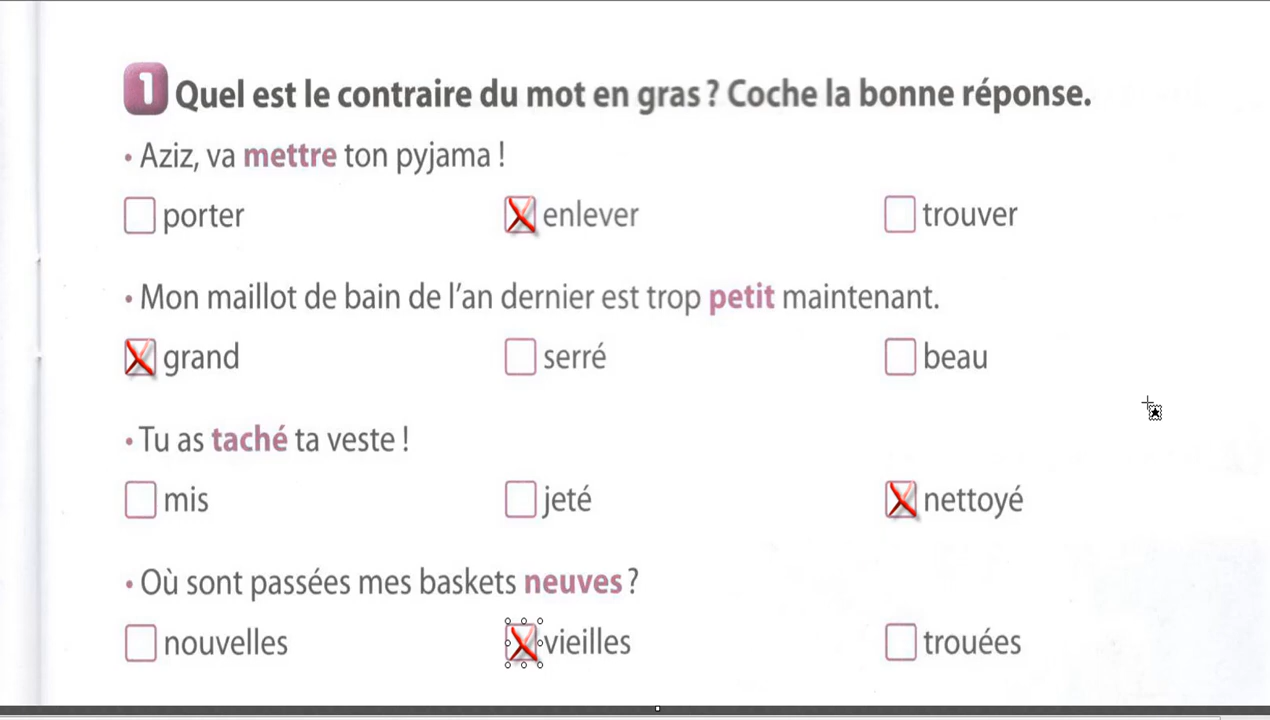 1 Quel est le contraire du mot en gras ? Coche la bonne réponse.
• Aziz, va mettre ton pyjama !
porter enlever trouver
• Mon maillot de bain de l'an dernier est trop petit maintenant.
grand serré beau
• Tu as taché ta veste !
mis jeté nettoyé
• Où sont passées mes baskets neuves ?
nouvelles vieilles trouées